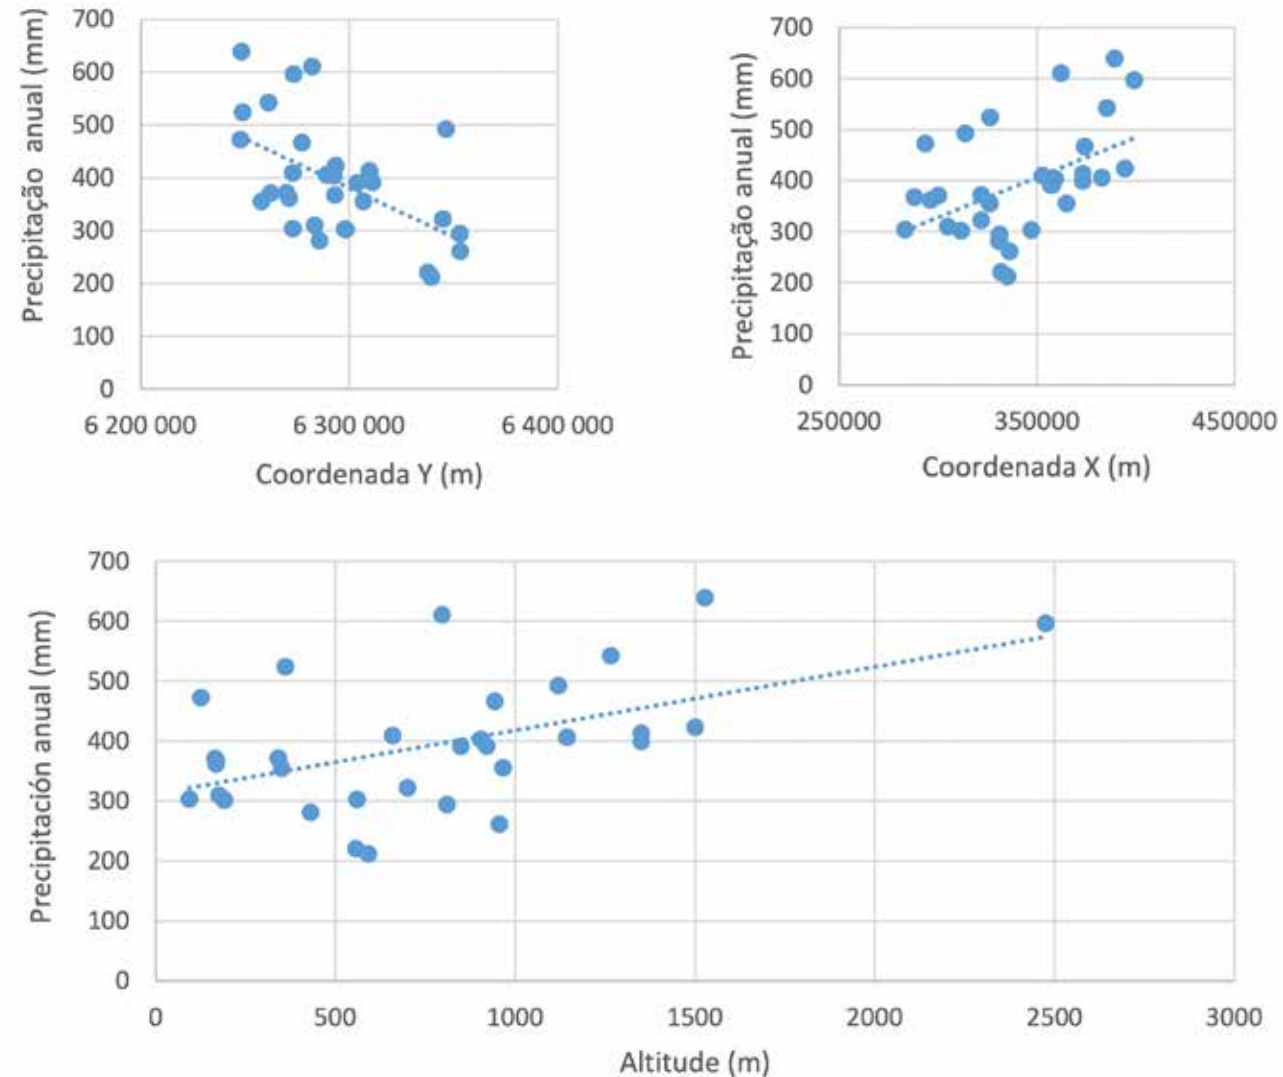 Precipitação anual (mm)
700
600
500
400
300
200
100
0
6 200 000 6 300 000 6 400 000
Coordenada Y (m)
Precipitação anual (mm)
700
600
500
400
300
200
100
0
250000 350000 450000
Coordenada X (m)
Precipitación anual (mm)
700
600
500
400
300
200
100
0
0 500 1000 1500 2000 2500 3000
Altitude (m)